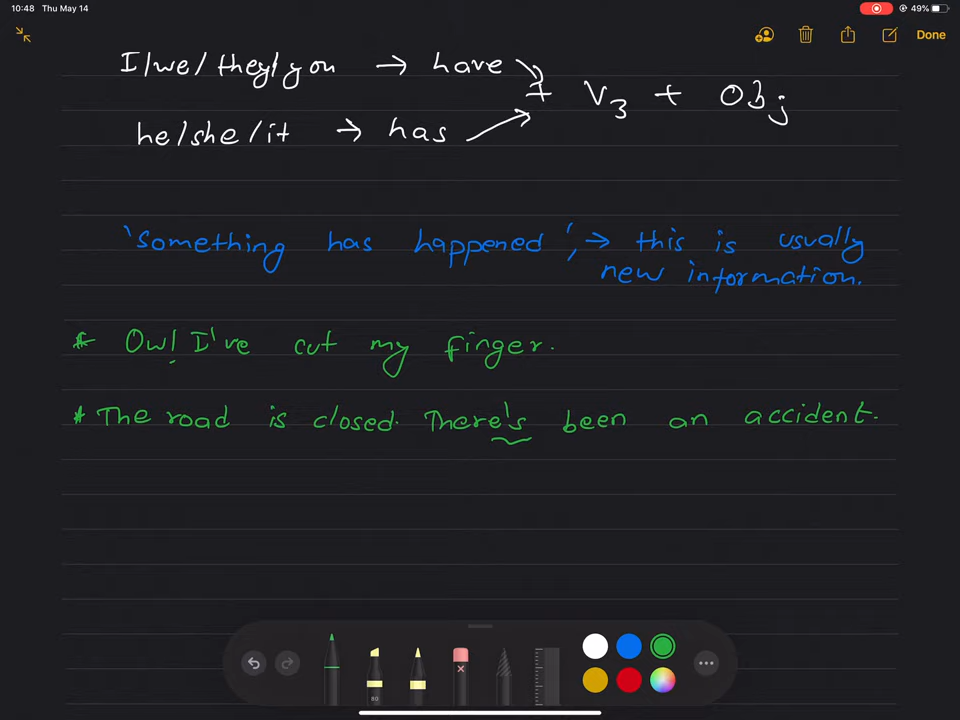 10:48 Thu May 14
49%
Done
I/we/they/you → have
+ V3 + Obj
he/she/it → has
'Something has happened', → this is usually
new information.
* Ow! I've cut my finger.
* The road is closed. There's been an accident.
80